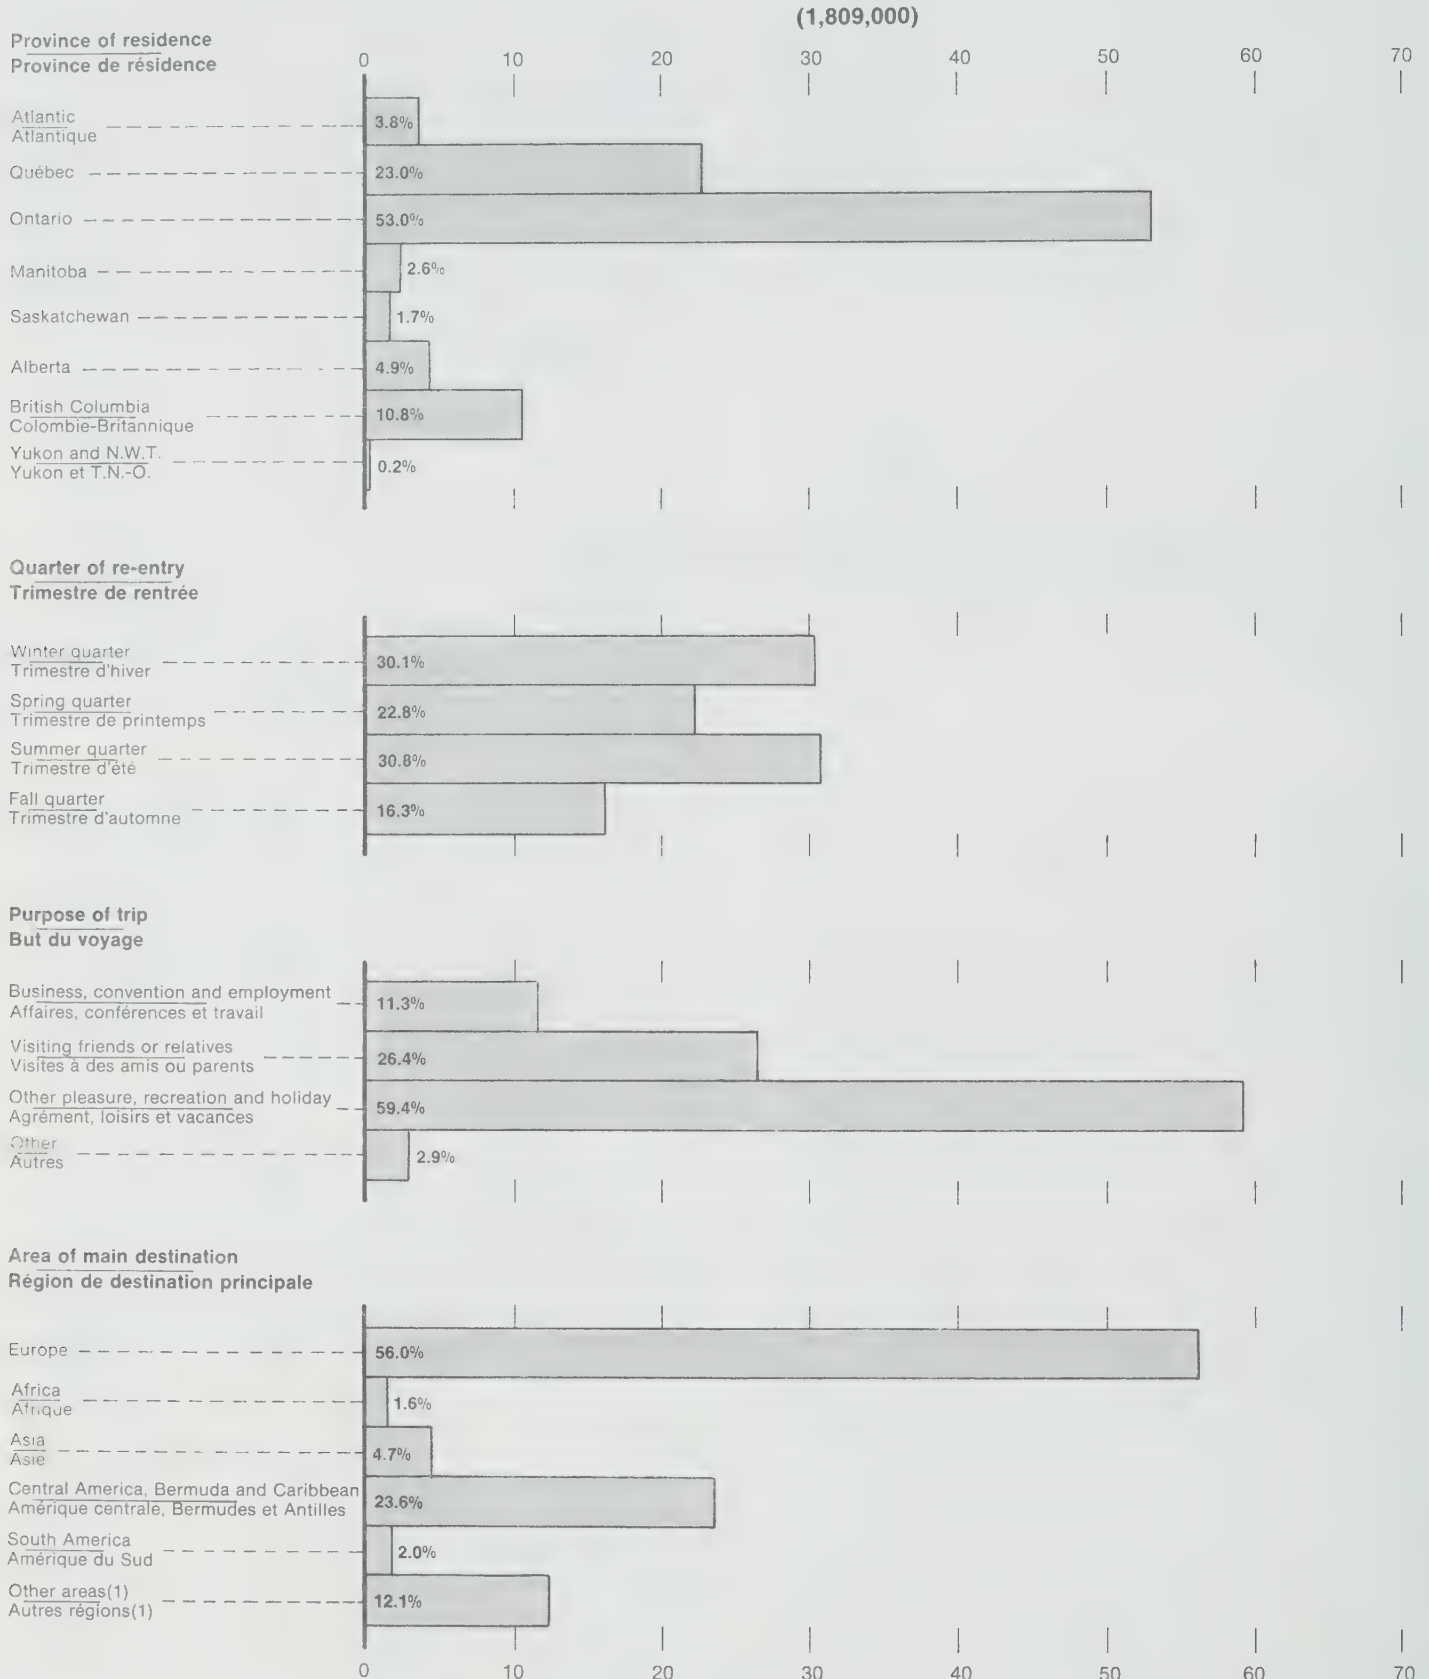 (1,809,000)
Province of residence
Province de résidence
0 10 20 30 40 50 60 70
Atlantic
Atlantique
3.8%
Québec
23.0%
Ontario
53.0%
Manitoba
2.6%
Saskatchewan
1.7%
Alberta
4.9%
British Columbia
Colombie-Britannique
10.8%
Yukon and N.W.T.
Yukon et T.N.-O.
0.2%
Quarter of re-entry
Trimestre de rentrée
Winter quarter
Trimestre d'hiver
30.1%
Spring quarter
Trimestre de printemps
22.8%
Summer quarter
Trimestre d'été
30.8%
Fall quarter
Trimestre d'automne
16.3%
Purpose of trip
But du voyage
Business, convention and employment
Affaires, conférences et travail
11.3%
Visiting friends or relatives
Visites à des amis ou parents
26.4%
Other pleasure, recreation and holiday
Agrément, loisirs et vacances
59.4%
Other
Autres
2.9%
Area of main destination
Région de destination principale
Europe
56.0%
Africa
Afrique
1.6%
Asia
Asie
4.7%
Central America, Bermuda and Caribbean
Amérique centrale, Bermudes et Antilles
23.6%
South America
Amérique du Sud
2.0%
Other areas(1)
Autres régions(1)
12.1%
0 10 20 30 40 50 60 70